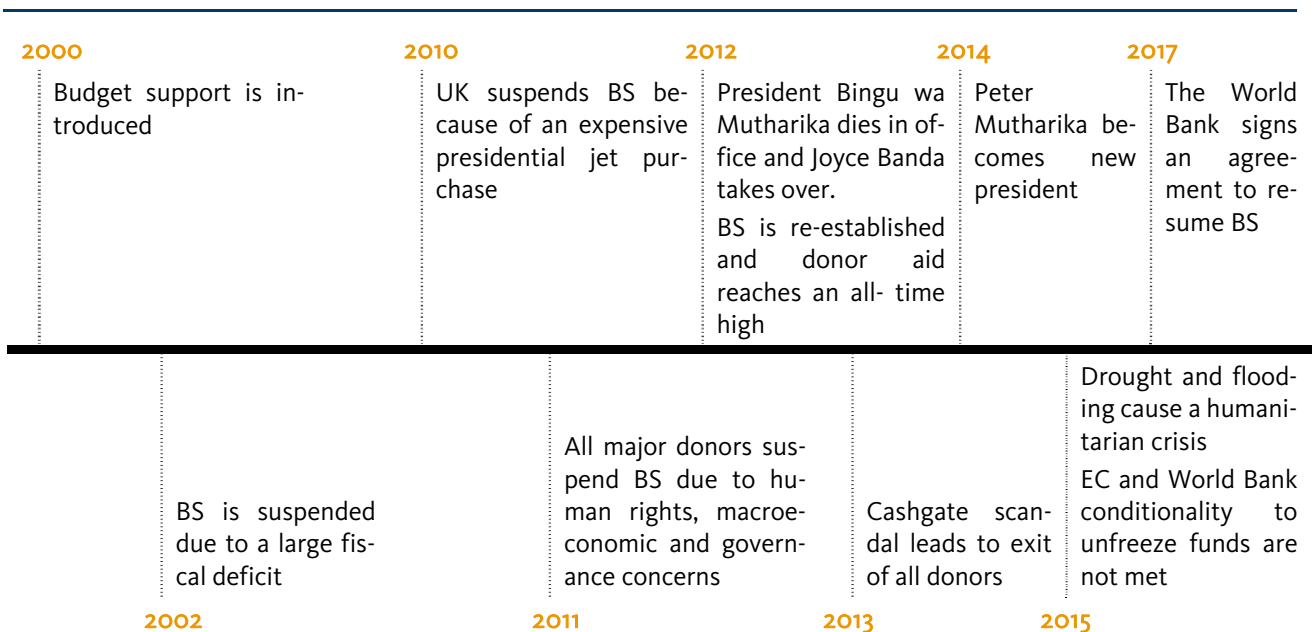 2000
Budget support is in-
troduced
2010
UK suspends BS be-
cause of an expensive
presidential jet pur-
chase
2012
President Bingu wa
Mutharika dies in of-
fice and Joyce Banda
takes over.
BS is re-established
and donor aid
reaches an all- time
high
2014
Peter
Mutharika be-
comes new
president
2017
The World
Bank signs
an agree-
ment to re-
sume BS
BS is suspended
due to a large fis-
cal deficit
2002
All major donors sus-
pend BS due to hu-
man rights, macroe-
conomic and govern-
ance concerns
2011
Cashgate scan-
dal leads to exit
of all donors
2013
Drought and flood-
ing cause a humani-
tarian crisis
EC and World Bank
conditionality to
unfreeze funds are
not met
2015